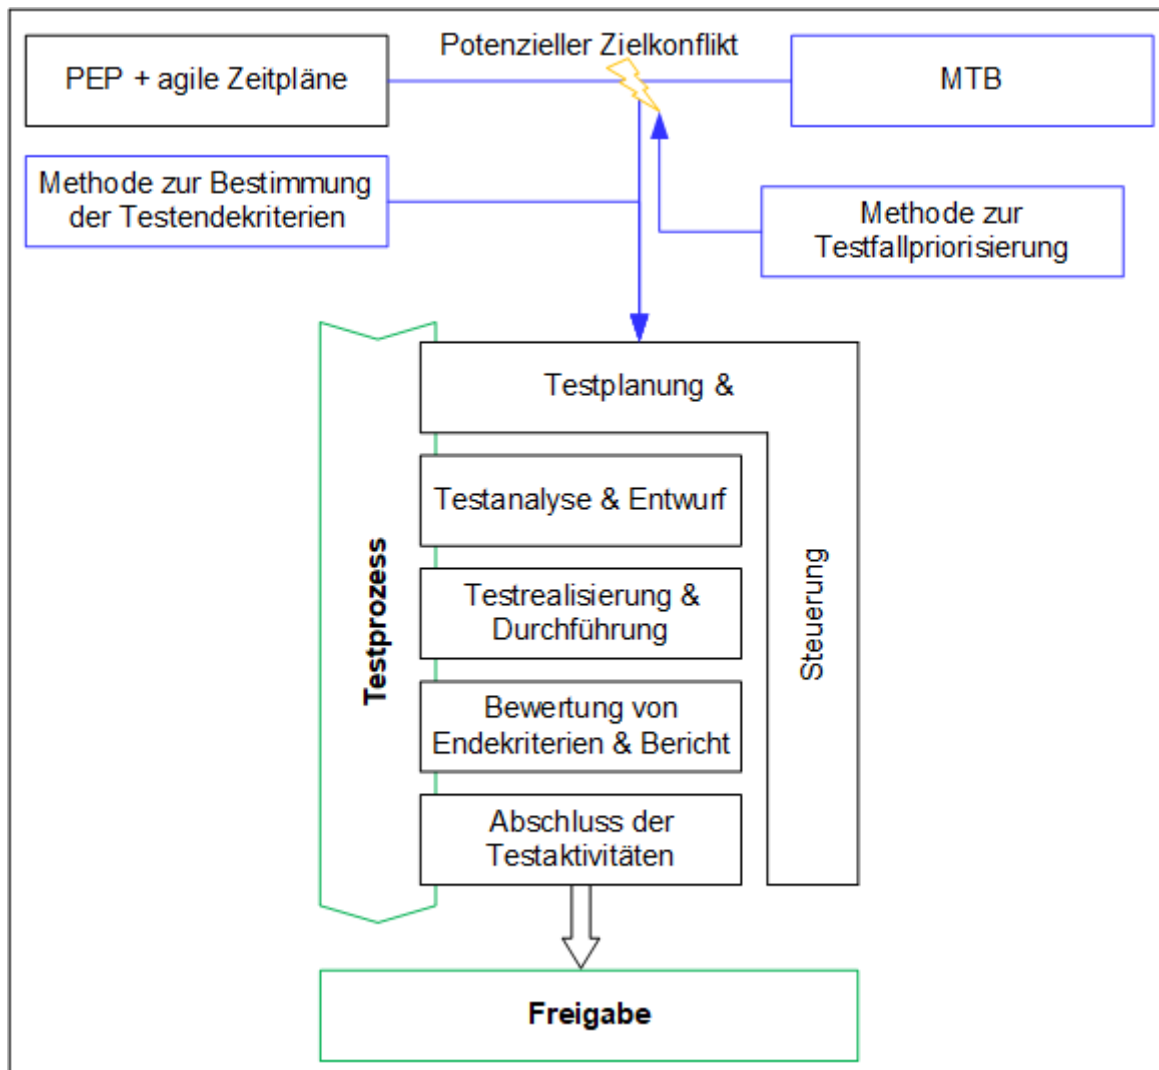 Potenzieller Zielkonflikt
PEP + agile Zeitpläne
MTB
Methode zur Bestimmung
der Testendekriterien
Methode zur
Testfallpriorisierung
Testprozess
Testplanung &
Steuerung
Testanalyse & Entwurf
Testrealisierung &
Durchführung
Bewertung von
Endekriterien & Bericht
Abschluss der
Testaktivitäten
Freigabe